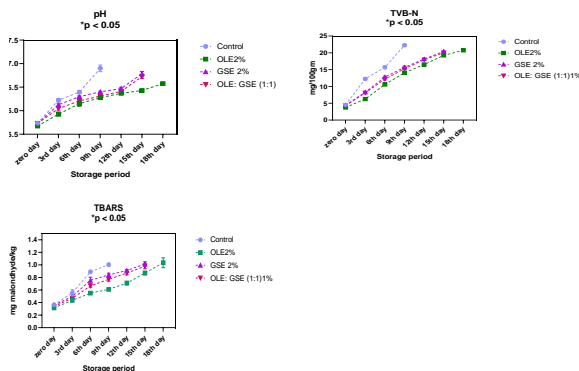 pH
*p < 0.05
7.5
7.0
6.5
6.0
5.5
zero day
3rd day
6th day
9th day
12th day
15th day
18th day
Storage period
Control
OLE2%
GSE 2%
OLE: GSE (1:1)
TVB-N
*p < 0.05
mg/100gm
25
20
15
10
5
0
zero day
3rd day
6th day
9th day
12th day
15th day
18th day
Storage period
Control
OLE2%
GSE 2%
OLE: GSE (1:1)1%
TBARS
*p < 0.05
mg malondhyde/kg
1.4
1.2
1.0
0.8
0.6
0.4
0.2
0.0
zero day
3rd day
6th day
9th day
12th day
15th day
18th day
Storage period
Control
OLE2%
GSE 2%
OLE: GSE (1:1)1%